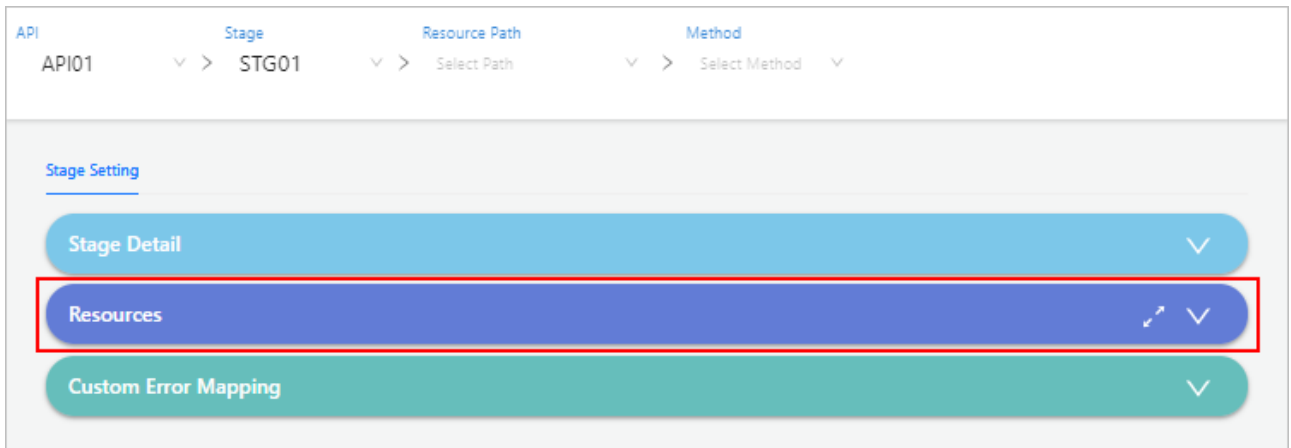 API Stage Resource Path Method
API01 > STG01 > Select Path > Select Method
Stage Setting
Stage Detail
Resources
Custom Error Mapping